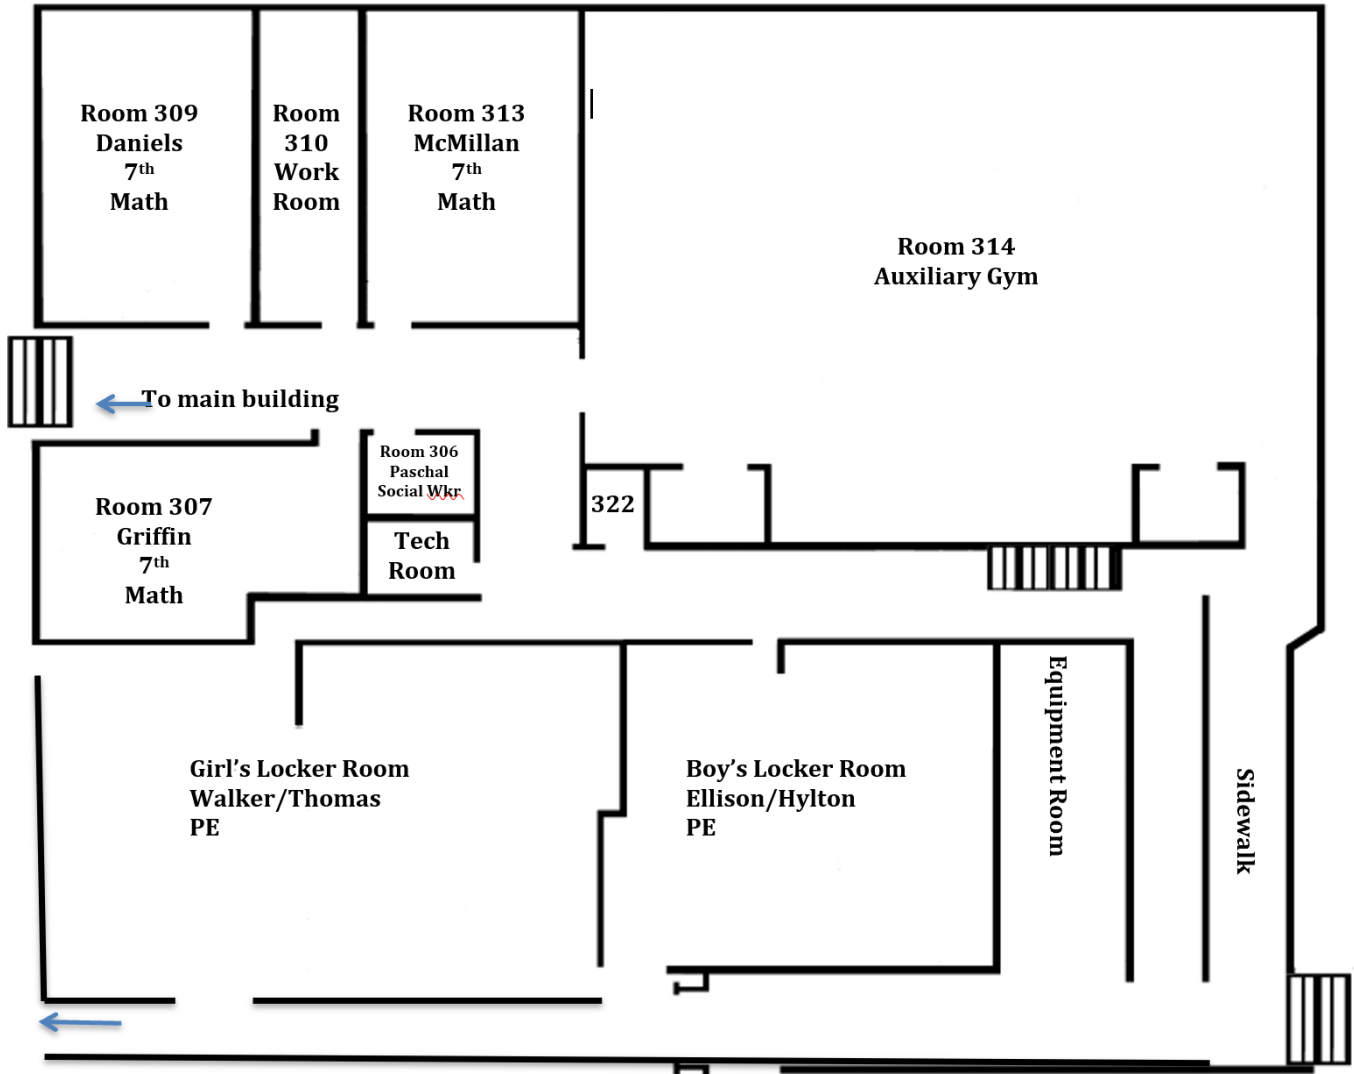 Room 309
Daniels
7th
Math
Room
310
Work
Room
Room 313
McMillan
7th
Math
Room 314
Auxiliary Gym
To main building
Room 306
Paschal
Social Wkr
322
Room 307
Griffin
7th
Math
Tech
Room
Equipment Room
Girl's Locker Room
Walker/Thomas
PE
Boy's Locker Room
Ellison/Hylton
PE
Sidewalk